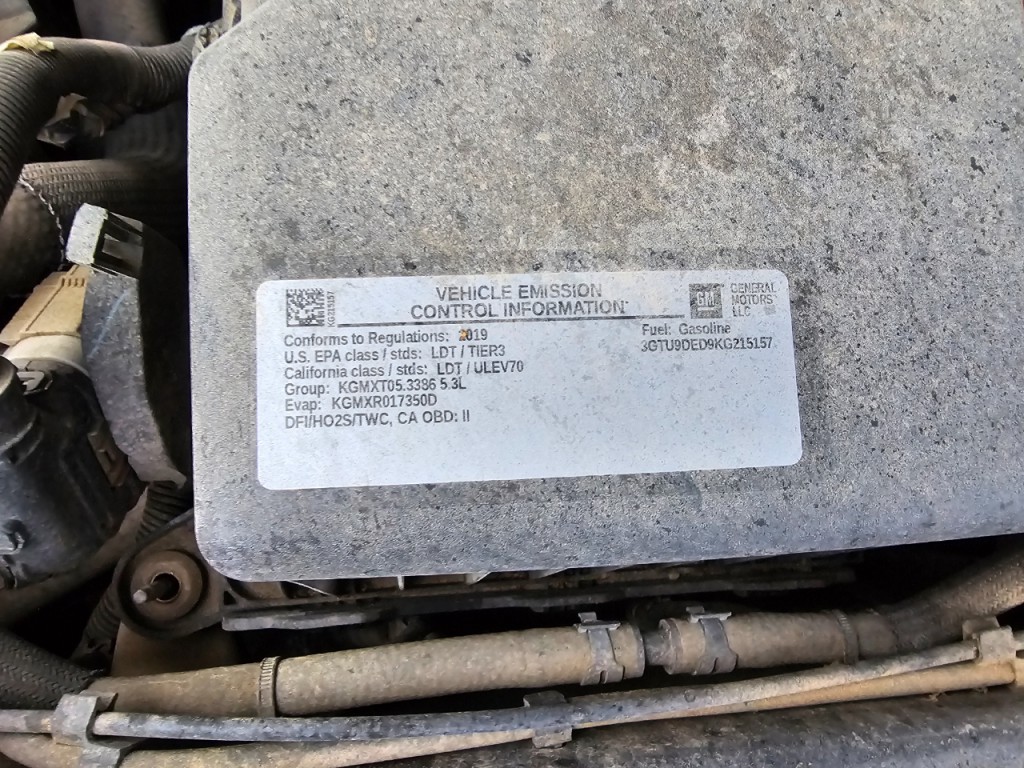 KG215157
VEHICLE EMISSION
CONTROL INFORMATION
GM
GENERAL
MOTORS
LLC
Conforms to Regulations: 2019
Fuel: Gasoline
U.S. EPA class / stds: LDT / TIER3
3GTU9DED9KG215157
California class / stds: LDT / ULEV70
Group: KGMXT05.3386 5.3L
Evap: KGMXR017350D
DFI/HO2S/TWC, CA OBD: II